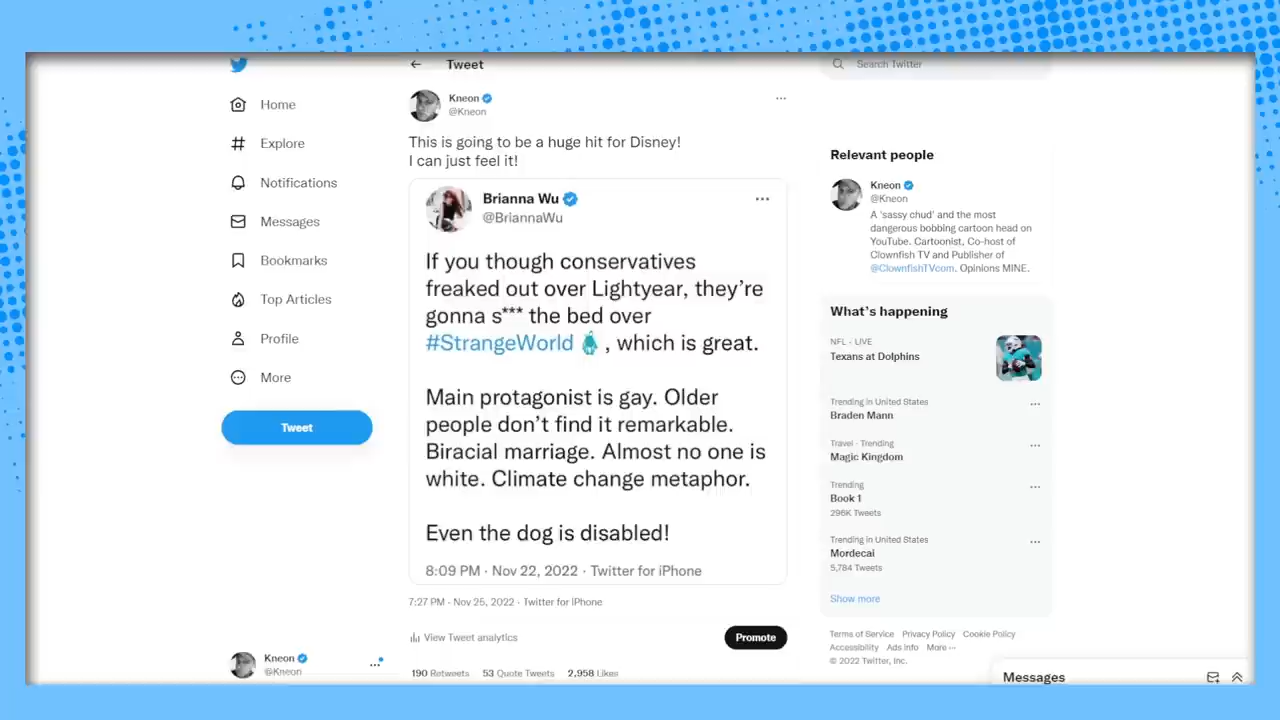 Tweet
Search Twitter
Home
Explore
Notifications
Messages
Bookmarks
Top Articles
Profile
More
Tweet
Kneon
@Kneon
Kneon
@Kneon
This is going to be a huge hit for Disney!
I can just feel it!
Brianna Wu
@BriannaWu
If you though conservatives
freaked out over Lightyear, they're
gonna s*** the bed over
#StrangeWorld , which is great.
Main protagonist is gay. Older
people don't find it remarkable.
Biracial marriage. Almost no one is
white. Climate change metaphor.
Even the dog is disabled!
8:09 PM · Nov 22, 2022 · Twitter for iPhone
7:27 PM · Nov 25, 2022 · Twitter for iPhone
View Tweet analytics
Promote
190 Retweets 53 Quote Tweets 2,958 Likes
Relevant people
Kneon
@Kneon
A 'sassy chud' and the most
dangerous bobbing cartoon head on
YouTube. Cartoonist, Co-host of
Clownfish TV and Publisher of
@ClownfishTVcom. Opinions MINE.
What's happening
NFL · LIVE
Texans at Dolphins
Trending in United States
Braden Mann
Travel · Trending
Magic Kingdom
Trending
Book 1
296K Tweets
Trending in United States
Mordecai
5,784 Tweets
Show more
Terms of Service Privacy Policy Cookie Policy
Accessibility Ads info More ···
© 2022 Twitter, Inc.
Messages